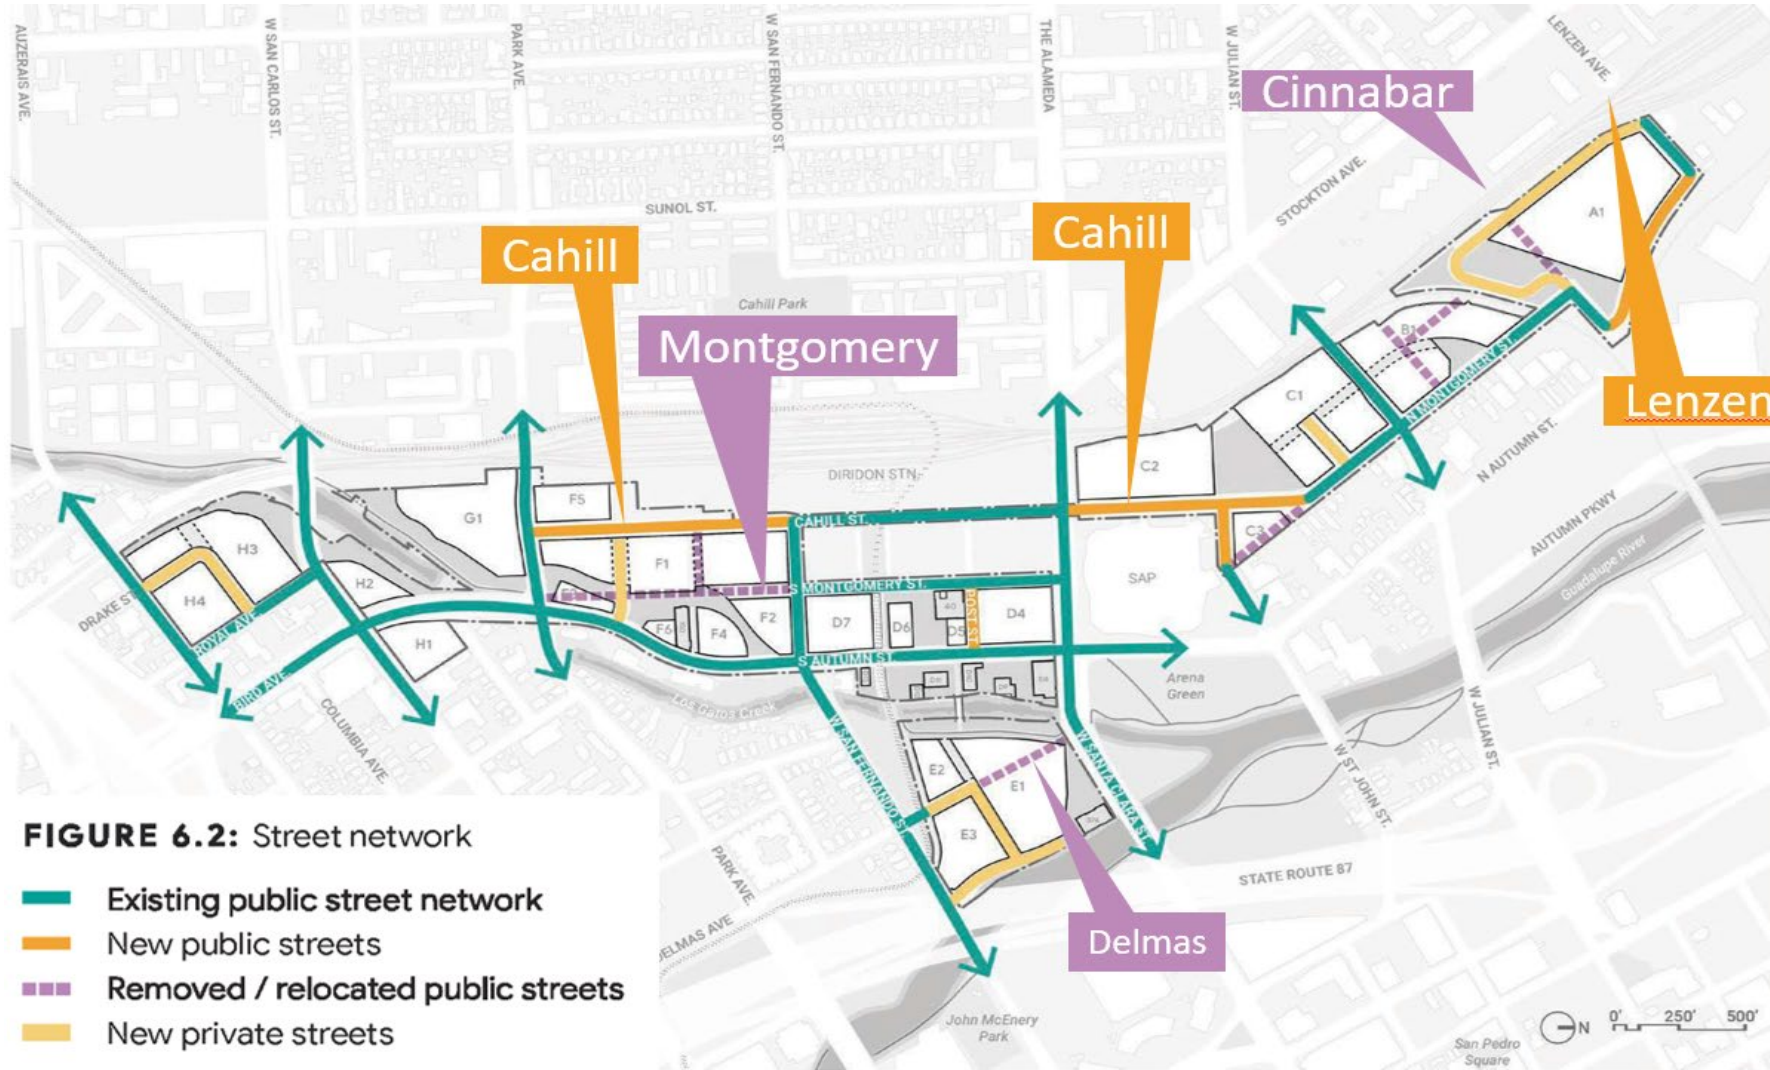 AUZERAIS AVE.
W SAN CARLOS ST.
PARK AVE.
W SAN FERNANDO ST.
THE ALAMEDA
W JULIAN ST.
LENZEN AVE.
Cinnabar
STOCKTON AVE.
SUNOL ST.
Cahill
Cahill
A1
Cahill Park
Montgomery
B1
Lenzen
N MONTGOMERY ST.
C1
N AUTUMN ST.
DIRIDON STN.
C2
G1
F5
CAHILL ST.
AUTUMN PKWY
C3
H3
F1
SAP
Guadalupe River
H2
S MONTGOMERY ST.
H4
DRAKE ST.
ROYAL AVE.
POST ST.
40
D4
D5
D6
D7
F2
F4
F6
H1
S AUTUMN ST.
BIRD AVE.
Arena
Green
Los Gatos Creek
COLUMBIA AVE.
W SAN FERNANDO ST.
W SANTA CLARA ST.
W ST JOHN ST.
W JULIAN ST.
E2
E1
E3
PARK AVE.
STATE ROUTE 87
DELMAS AVE
Delmas
FIGURE 6.2: Street network
Existing public street network
New public streets
Removed / relocated public streets
New private streets
John McEnery
Park
San Pedro
Square
N
0' 250' 500'